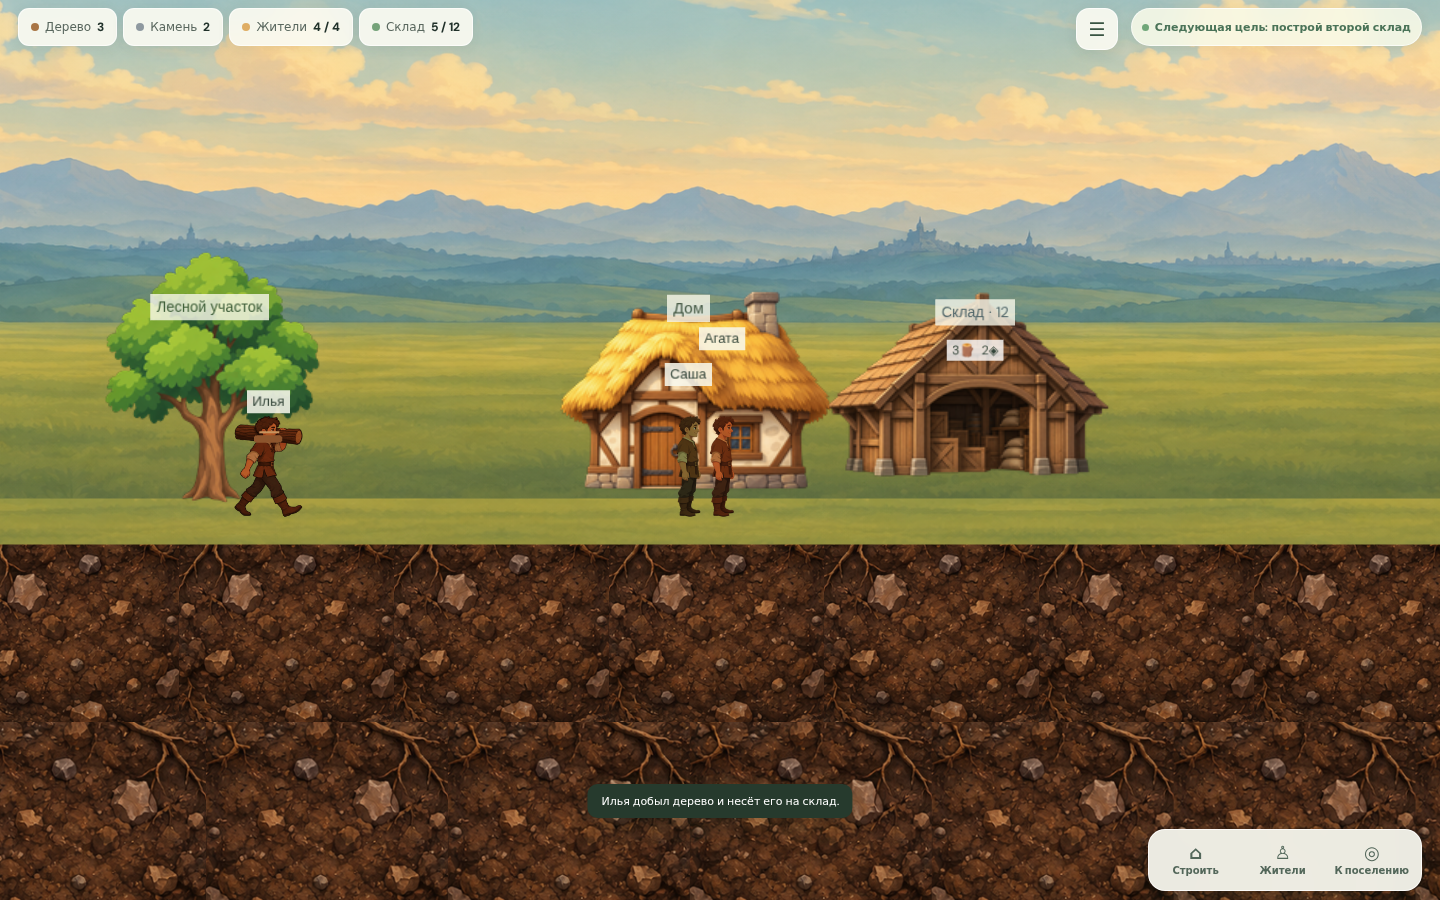 Дерево 3
Камень 2
Жители 4 / 4
Склад 5 / 12
Следующая цель: построй второй склад
Лесной участок
Дом
Склад · 12
Агата
3 2
Саша
Илья
Илья добыл дерево и несёт его на склад.
Строить
Жители
К поселению